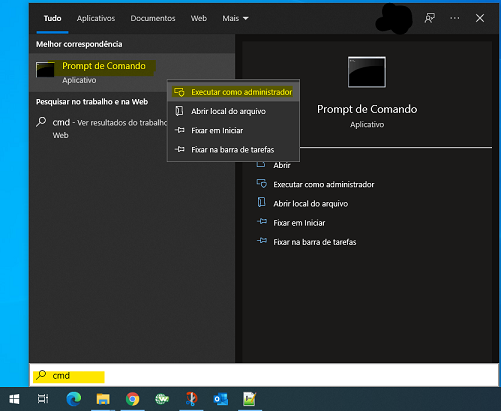 Tudo
Aplicativos
Documentos
Web
Mais
Melhor correspondência
Prompt de Comando
Aplicativo
Pesquisar no trabalho e na Web
cmd - Ver resultados do trabalho
Web
Executar como administrador
Abrir local do arquivo
Fixar em Iniciar
Fixar na barra de tarefas
Prompt de Comando
Aplicativo
Abrir
Executar como administrador
Abrir local do arquivo
Fixar em Iniciar
Fixar na barra de tarefas
cmd